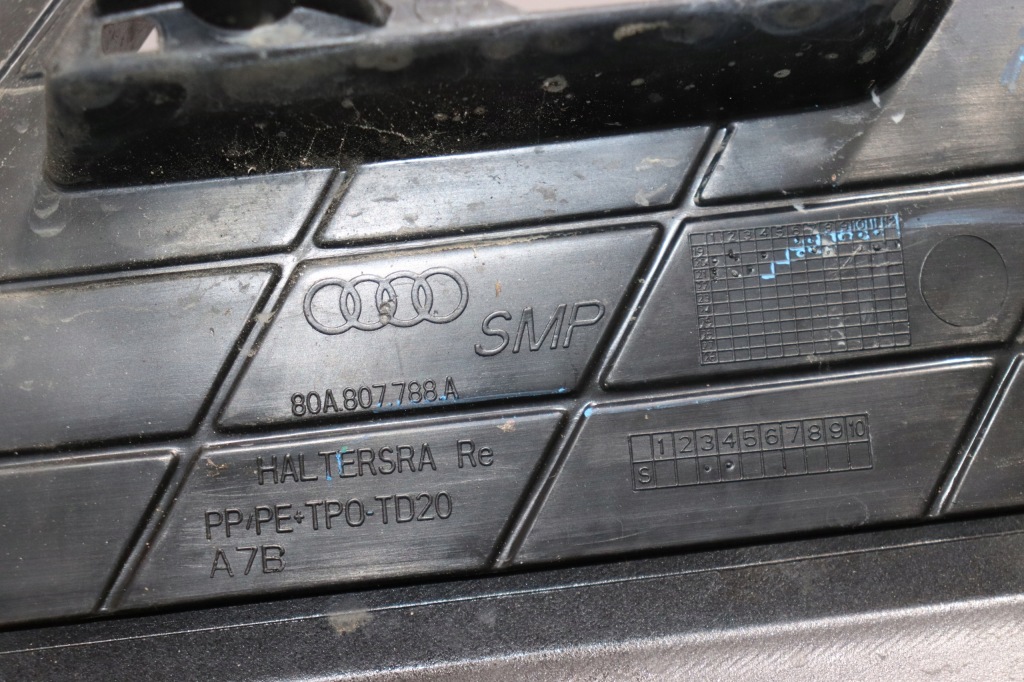 SMP
80A.807.788.A
HALTERSRA Re
PP/PE+TPO-TD20
A7B
1 2 3 4 5 6 7 8 9 10
S